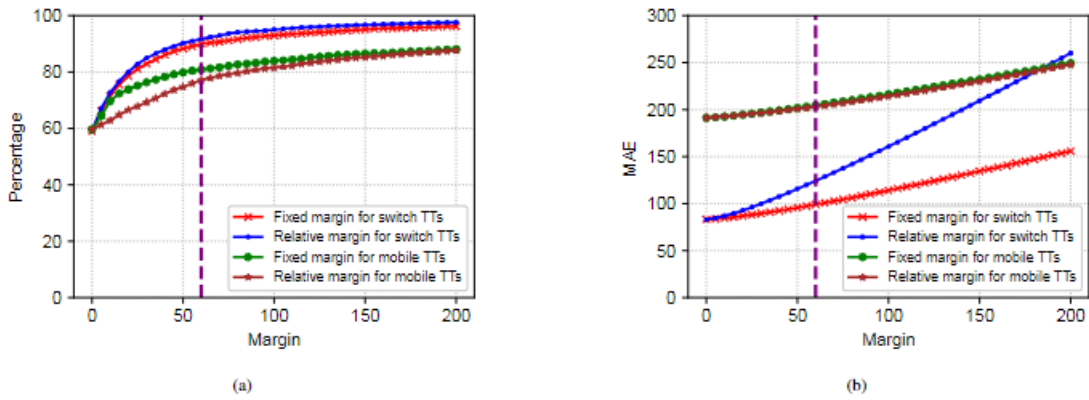 100
80
60
40
20
0
Percentage
0
50
100
150
200
Margin
Fixed margin for switch TTs
Relative margin for switch TTs
Fixed margin for mobile TTs
Relative margin for mobile TTs
(a)
300
250
200
150
100
50
0
MAE
0
50
100
150
200
Margin
Fixed margin for switch TTs
Relative margin for switch TTs
Fixed margin for mobile TTs
Relative margin for mobile TTs
(b)